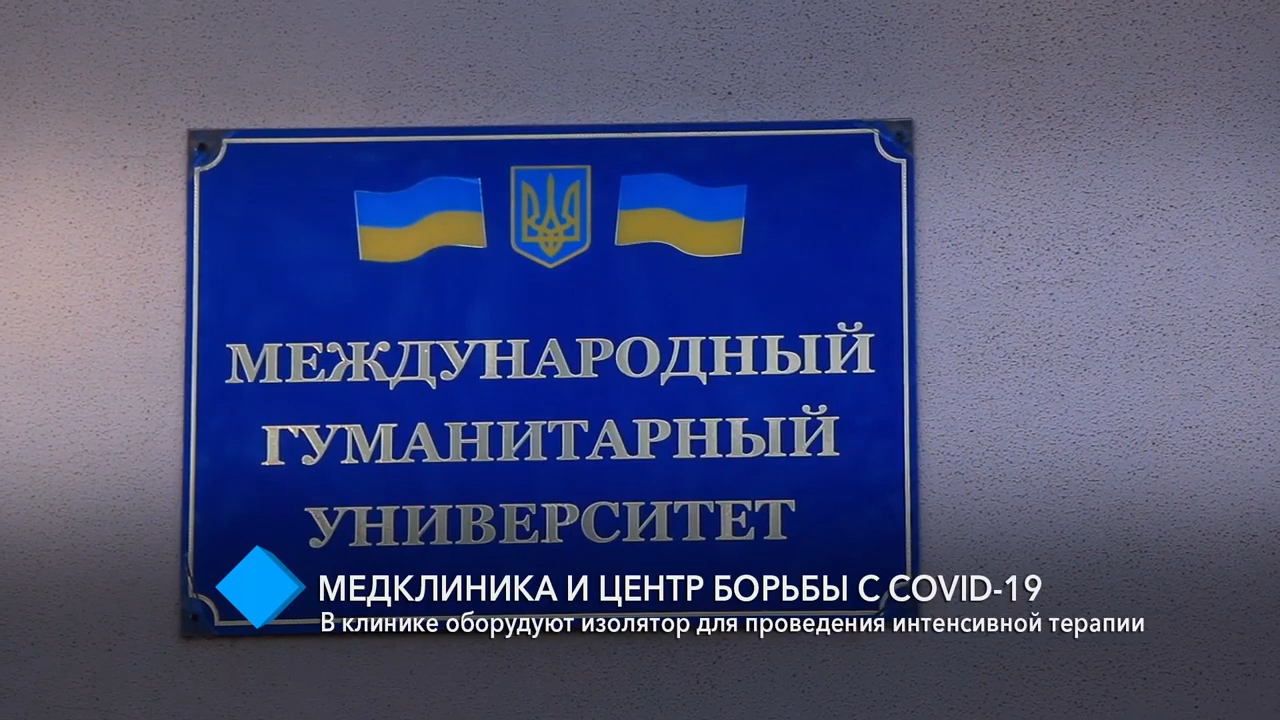 МЕЖДУНАРОДНЫЙ
ГУМАНИТАРНЫЙ
УНИВЕРСИТЕТ
МЕДКЛИНИКА И ЦЕНТР БОРЬБЫ С COVID-19
В клинике оборудуют изолятор для проведения интенсивной терапии